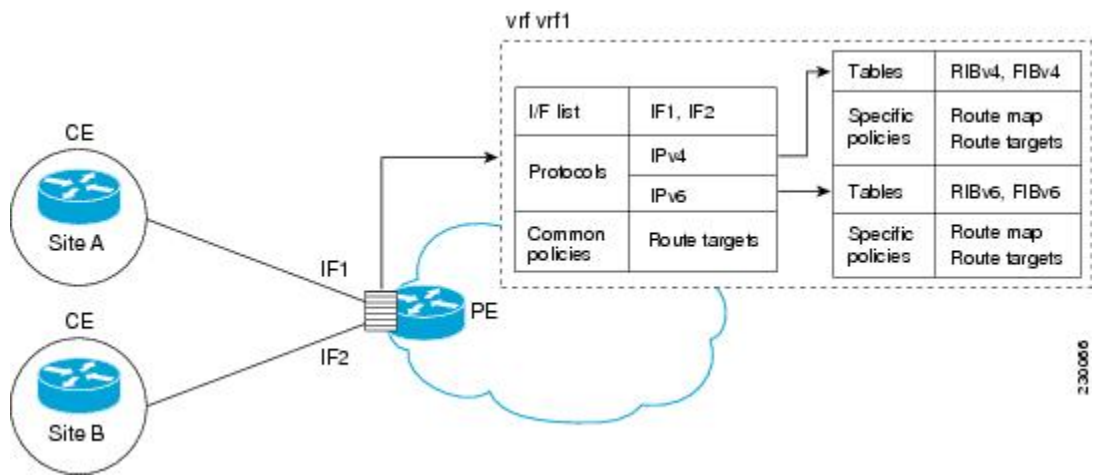 vrf vrf1
CE
Site A
CE
Site B
IF1
IF2
PE
I/F list
IF1, IF2
Protocols
IPv4
IPv6
Common
policies
Route targets
Tables
RIBv4, FIBv4
Specific
policies
Route map
Route targets
Tables
RIBv6, FIBv6
Specific
policies
Route map
Route targets
230066